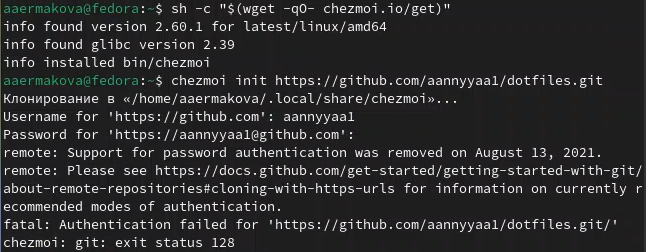 aaermakova@fedora:~$ sh -c "$(wget -qO- chezmoi.io/get)"
info found version 2.60.1 for latest/linux/amd64
info found glibc version 2.39
info installed bin/chezmoi
aaermakova@fedora:~$ chezmoi init https://github.com/aannyyaa1/dotfiles.git
Клонирование в «/home/aaermakova/.local/share/chezmoi»...
Username for 'https://github.com': aannyyaa1
Password for 'https://aannyyaa1@github.com':
remote: Support for password authentication was removed on August 13, 2021.
remote: Please see https://docs.github.com/get-started/getting-started-with-git/
about-remote-repositories#cloning-with-https-urls for information on currently r
ecommended modes of authentication.
fatal: Authentication failed for 'https://github.com/aannyyaa1/dotfiles.git/'
chezmoi: git: exit status 128